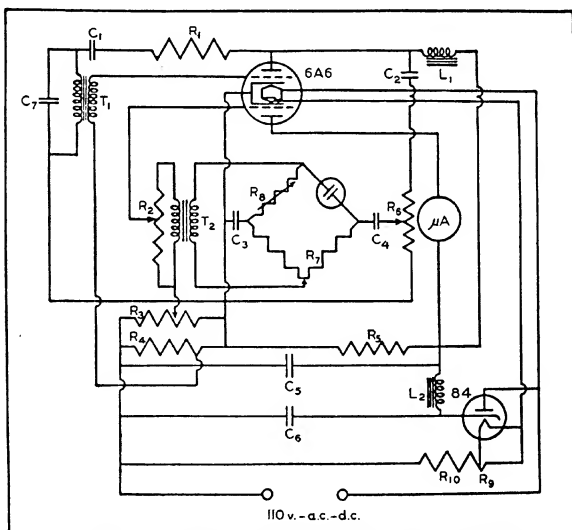 C1
R1
6A6
C2
L1
C7
T1
R2
T2
R8
C3
R7
C4
R6
μA
R3
R4
R5
C5
L2
84
C6
R10
R9
110 v.-a.c.-d.c.